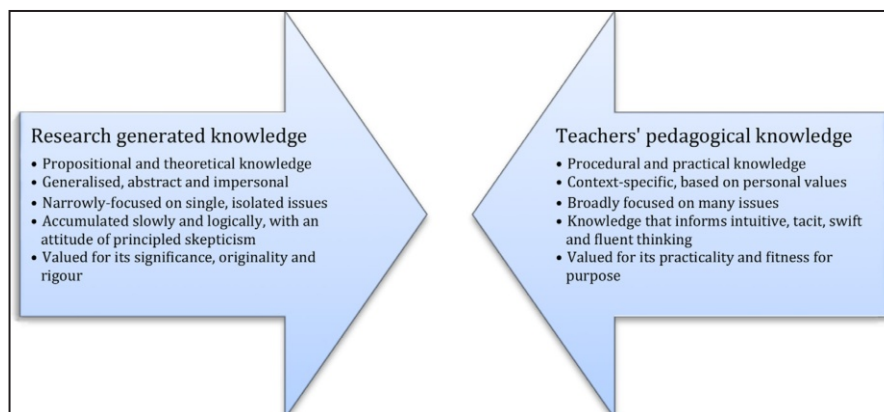 Research generated knowledge
• Propositional and theoretical knowledge
• Generalised, abstract and impersonal
• Narrowly-focused on single, isolated issues
• Accumulated slowly and logically, with an
attitude of principled skepticism
• Valued for its significance, originality and
rigour
Teachers' pedagogical knowledge
• Procedural and practical knowledge
• Context-specific, based on personal values
• Broadly focused on many issues
• Knowledge that informs intuitive, tacit, swift
and fluent thinking
• Valued for its practicality and fitness for
purpose